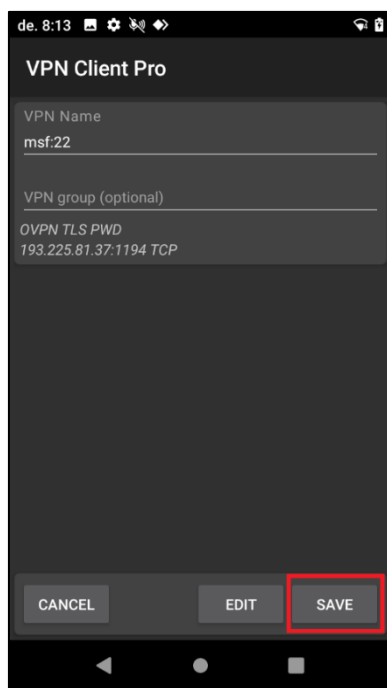 de. 8:13
VPN Client Pro
VPN Name
msf:22
VPN group (optional)
OVPN TLS PWD
193.225.81.37:1194 TCP
CANCEL EDIT SAVE